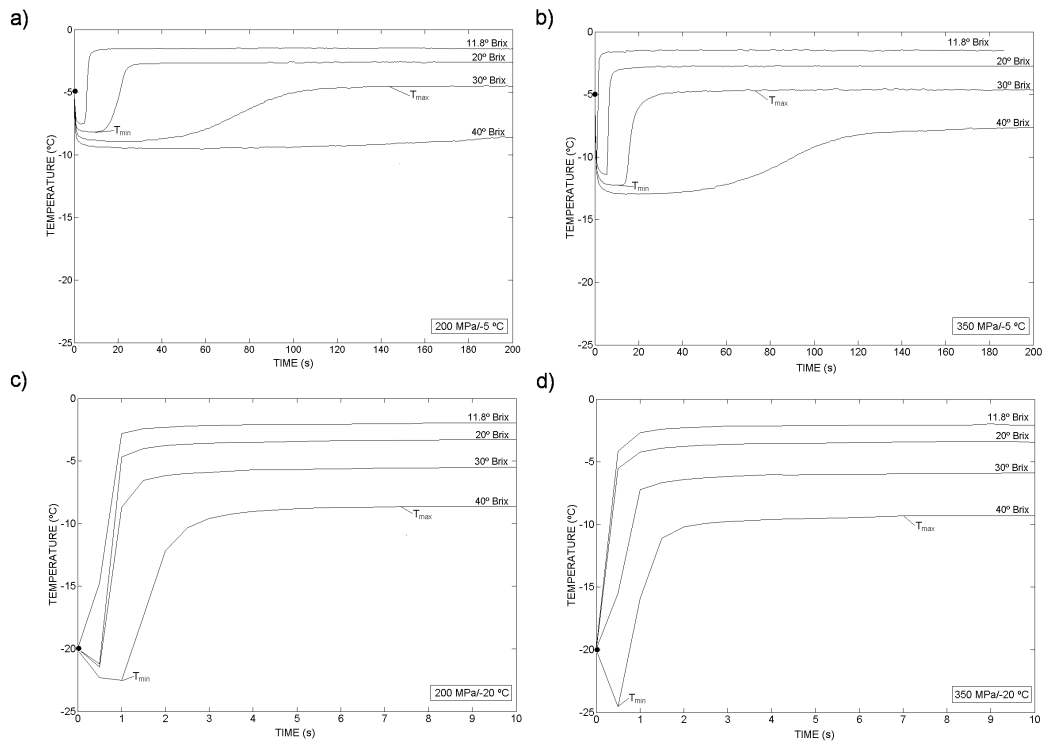 a)
TEMPERATURE (ºC)
0
-5
-10
-15
-20
-25
11.8º Brix
20º Brix
30º Brix
Tmax
Tmin
40º Brix
200 MPa/-5 ºC
0 20 40 60 80 100 120 140 160 180 200
TIME (s)
b)
TEMPERATURE (ºC)
0
-5
-10
-15
-20
-25
11.8º Brix
20º Brix
30º Brix
Tmax
40º Brix
Tmin
350 MPa/-5 ºC
0 20 40 60 80 100 120 140 160 180 200
TIME (s)
c)
TEMPERATURE (ºC)
0
-5
-10
-15
-20
-25
11.8º Brix
20º Brix
30º Brix
40º Brix
Tmax
Tmin
200 MPa/-20 ºC
0 1 2 3 4 5 6 7 8 9 10
TIME (s)
d)
TEMPERATURE (ºC)
0
-5
-10
-15
-20
-25
11.8º Brix
20º Brix
30º Brix
40º Brix
Tmax
Tmin
350 MPa/-20 ºC
0 1 2 3 4 5 6 7 8 9 10
TIME (s)